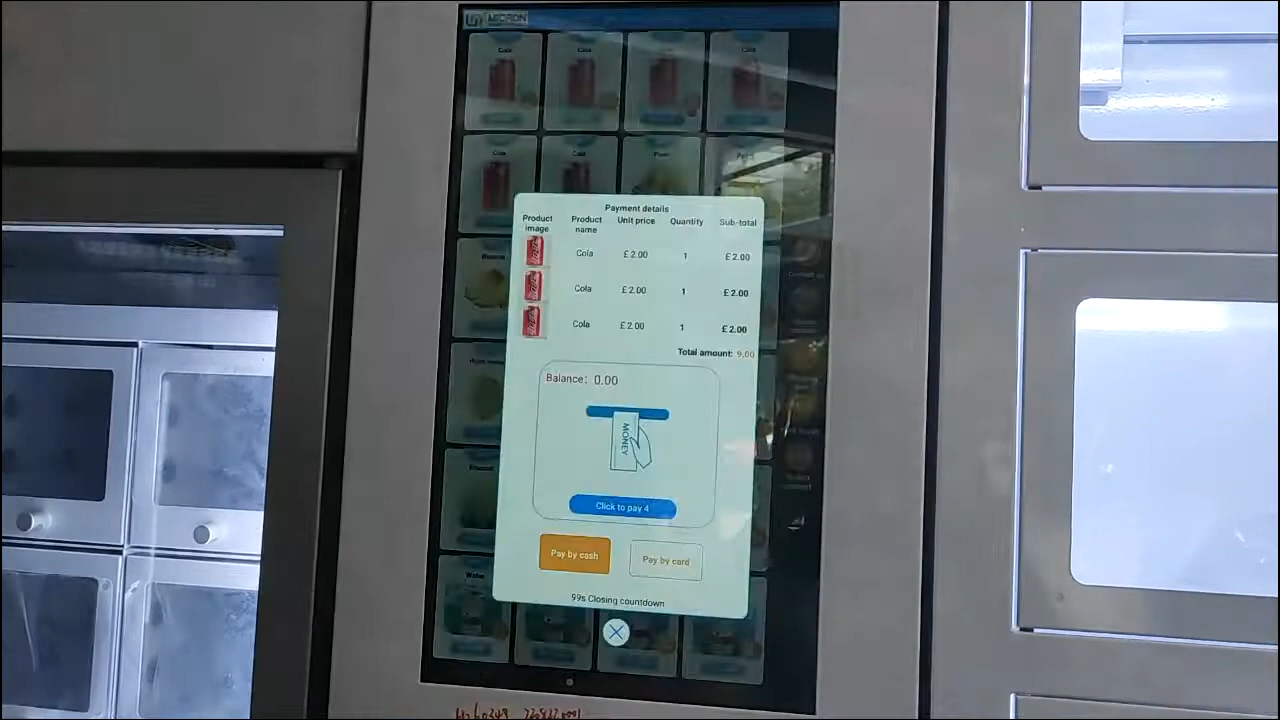 MICRON
Cola Cola Cola Cola
Cola Cola
Payment details
Product image Product name Unit price Quantity Sub-total
Cola £2.00 1 £2.00
Cola £2.00 1 £2.00
Cola £2.00 1 £2.00
Total amount: 9.00
Balance: 0.00
MONEY
Click to pay 4
Pay by cash Pay by card
99s Closing countdown
Water